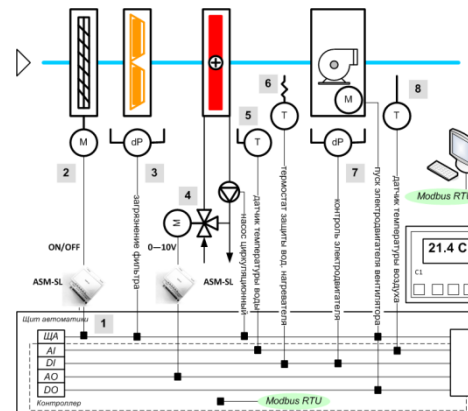 6
8
M
5
M
dP
T
T
dP
T
2
3
7
4
M
Modbus RTU
загрязнение фильтра
насос циркуляционный
датчик температуры воды
термостат защиты вод. нагревателя
контроль электродвигателя
пуск электродвигателя вентилятора
датчик температуры воздуха
ON/OFF
0—10V
21.4 C
ASM-SL
ASM-SL
C1
1
Щит автоматики
ЩА
AI
DI
AO
DO
Контроллер
Modbus RTU